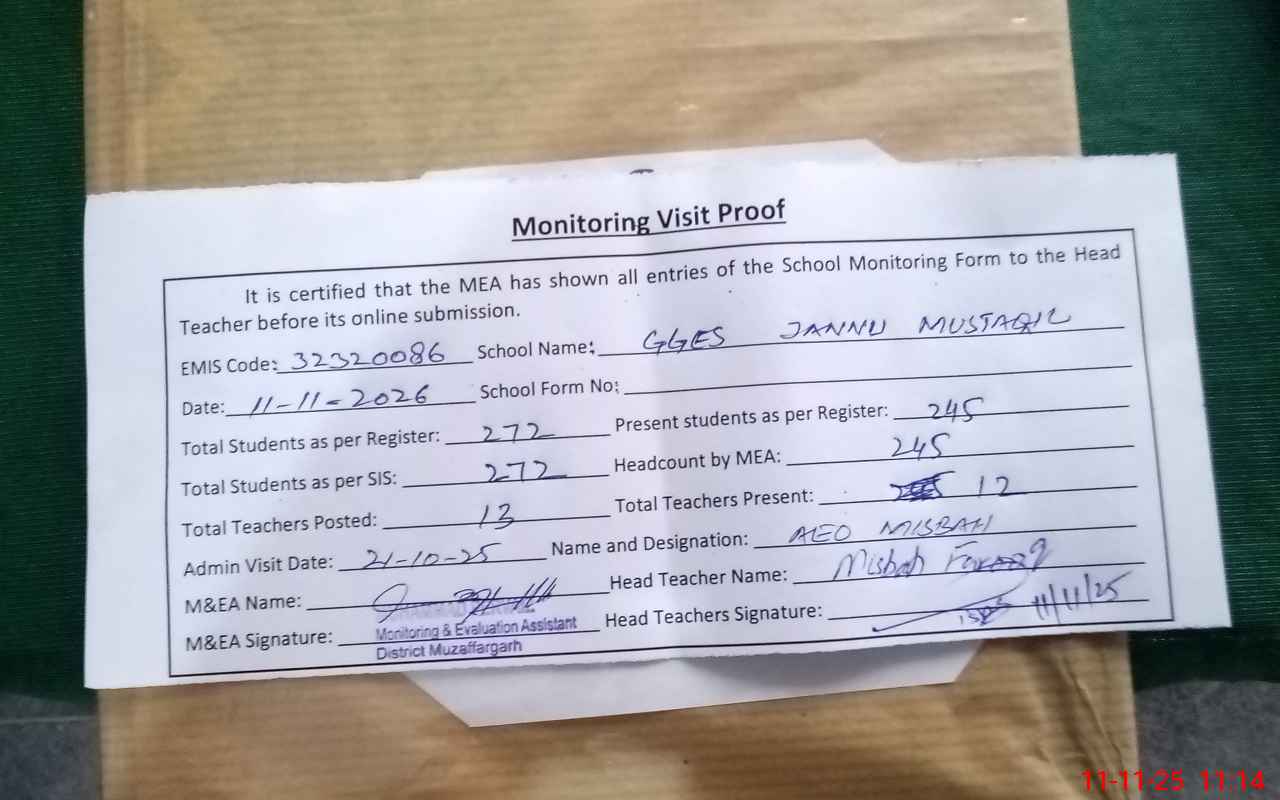 Monitoring Visit Proof
It is certified that the MEA has shown all entries of the School Monitoring Form to the Head
Teacher before its online submission.
EMIS Code: 32320086 School Name: GGES JANNU MUSTAQIL
Date: 11-11-2026 School Form No:
Total Students as per Register: 272 Present students as per Register: 245
Total Students as per SIS: 272 Headcount by MEA: 245
Total Teachers Posted: 13 Total Teachers Present: 12
Admin Visit Date: 21-10-25 Name and Designation: AEO MISBAH
M&EA Name: Head Teacher Name: Misbah Farooq
M&EA Signature: Head Teachers Signature: 11/11/25
Monitoring & Evaluation Assistant
District Muzaffargarh
11-11-25 11:14